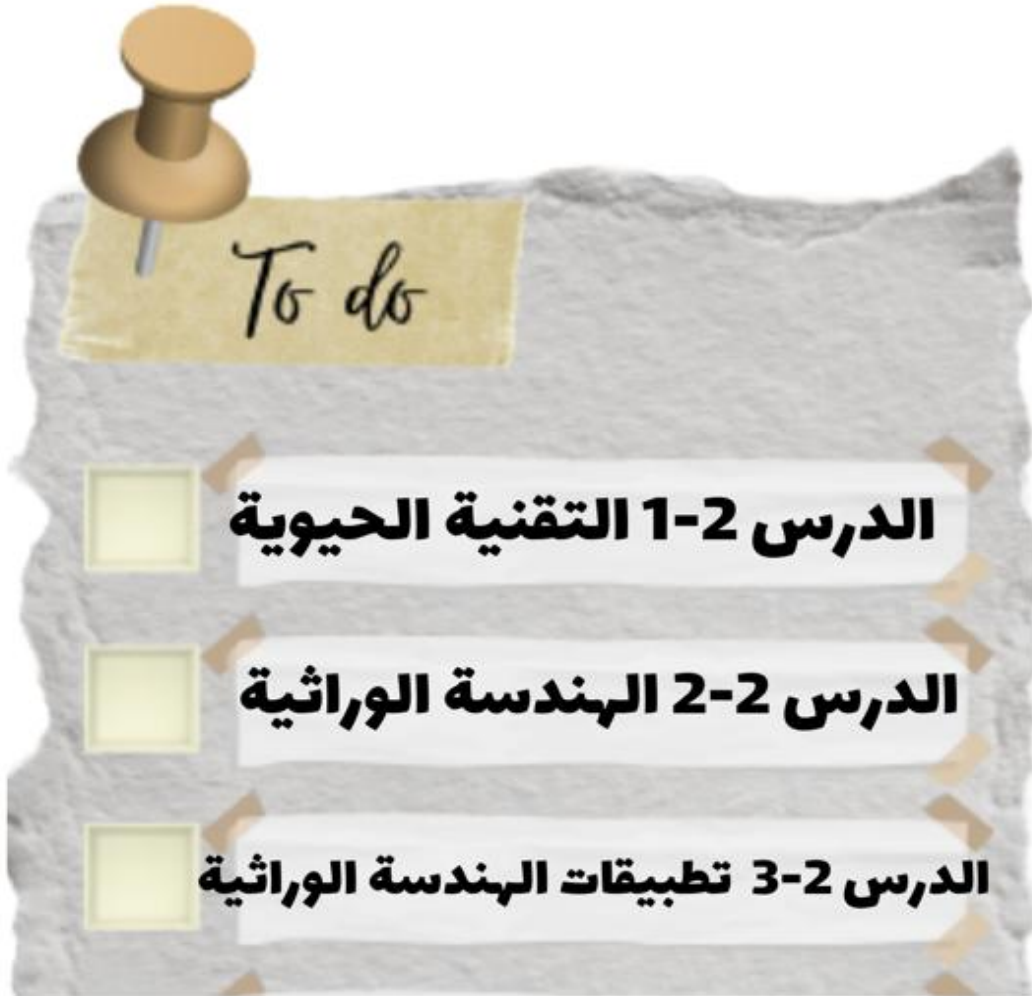 To do
الدرس 2-1 التقنية الحيوية
الدرس 2-2 الهندسة الوراثية
الدرس 2-3 تطبيقات الهندسة الوراثية